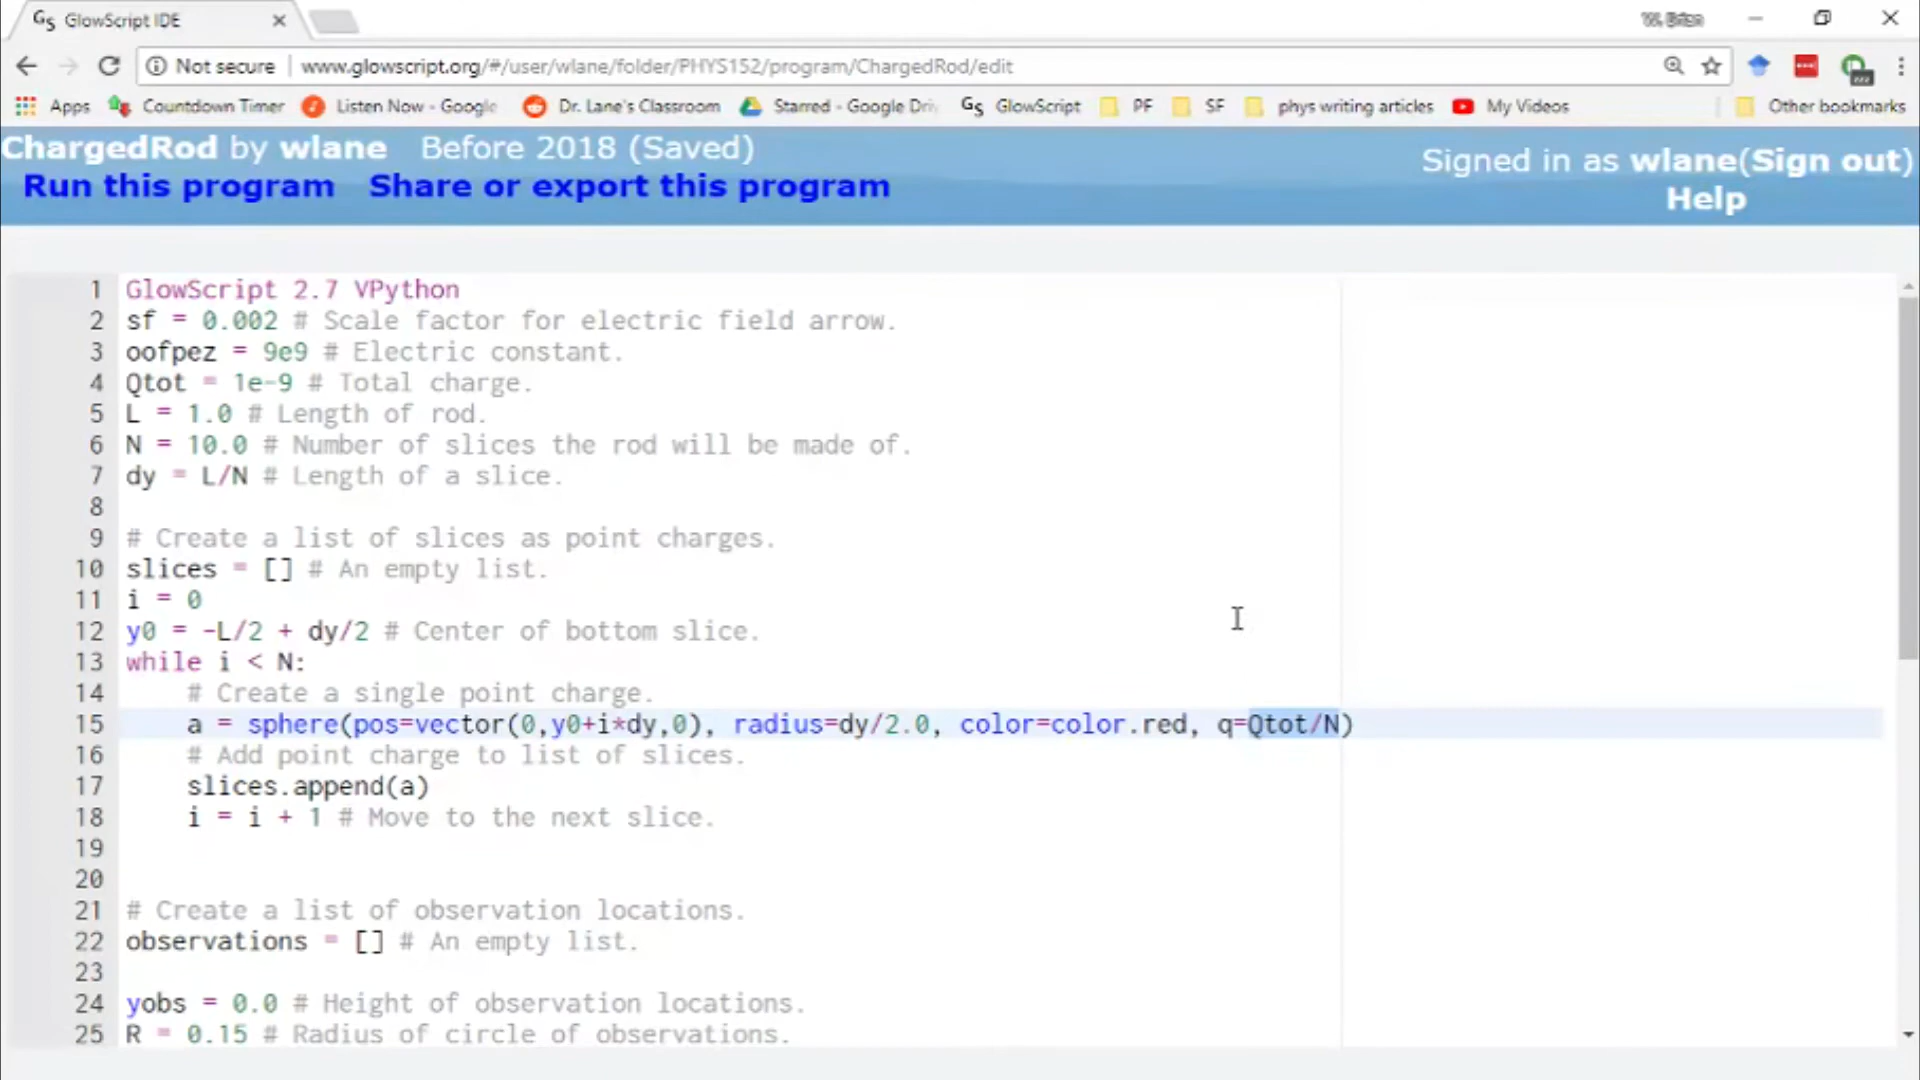 GlowScript IDE
W. Brian
Not secure | www.glowscript.org/#/user/wlane/folder/PHYS152/program/ChargedRod/edit
Apps Countdown Timer Listen Now - Google Dr. Lane's Classroom Starred - Google Driv GlowScript PF SF phys writing articles My Videos Other bookmarks
ChargedRod by wlane Before 2018 (Saved)
Signed in as wlane(Sign out)
Run this program Share or export this program
Help
1 GlowScript 2.7 VPython
2 sf = 0.002 # Scale factor for electric field arrow.
3 oofpez = 9e9 # Electric constant.
4 Qtot = 1e-9 # Total charge.
5 L = 1.0 # Length of rod.
6 N = 10.0 # Number of slices the rod will be made of.
7 dy = L/N # Length of a slice.
8
9 # Create a list of slices as point charges.
10 slices = [] # An empty list.
11 i = 0
12 y0 = -L/2 + dy/2 # Center of bottom slice.
13 while i < N:
14 # Create a single point charge.
15 a = sphere(pos=vector(0,y0+i*dy,0), radius=dy/2.0, color=color.red, q=Qtot/N)
16 # Add point charge to list of slices.
17 slices.append(a)
18 i = i + 1 # Move to the next slice.
19
20
21 # Create a list of observation locations.
22 observations = [] # An empty list.
23
24 yobs = 0.0 # Height of observation locations.
25 R = 0.15 # Radius of circle of observations.